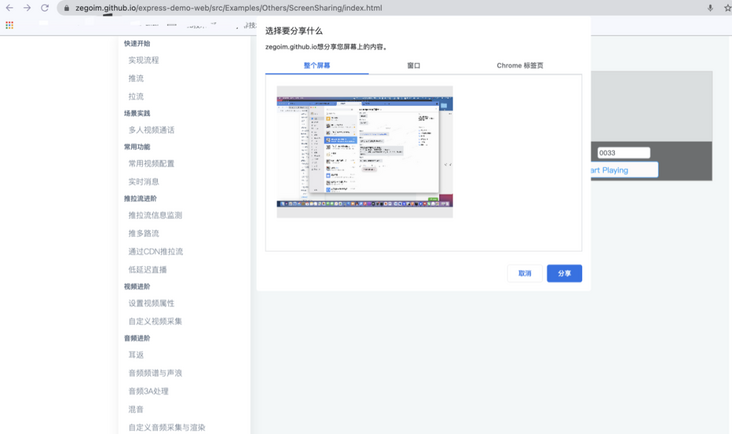 zegoim.github.io/express-demo-web/src/Examples/Others/ScreenSharing/index.html
选择要分享什么
zegoim.github.io想分享您屏幕上的内容。
整个屏幕
窗口
Chrome 标签页
取消
分享
快速开始
实现流程
推流
拉流
场景实践
多人视频通话
常用功能
常用视频配置
实时消息
推拉流进阶
推拉流信息监测
推多路流
通过CDN推拉流
低延迟直播
视频进阶
设置视频属性
自定义视频采集
音频进阶
耳返
音频频谱与声浪
音频3A处理
混音
自定义音频采集与渲染
0033
art Playing